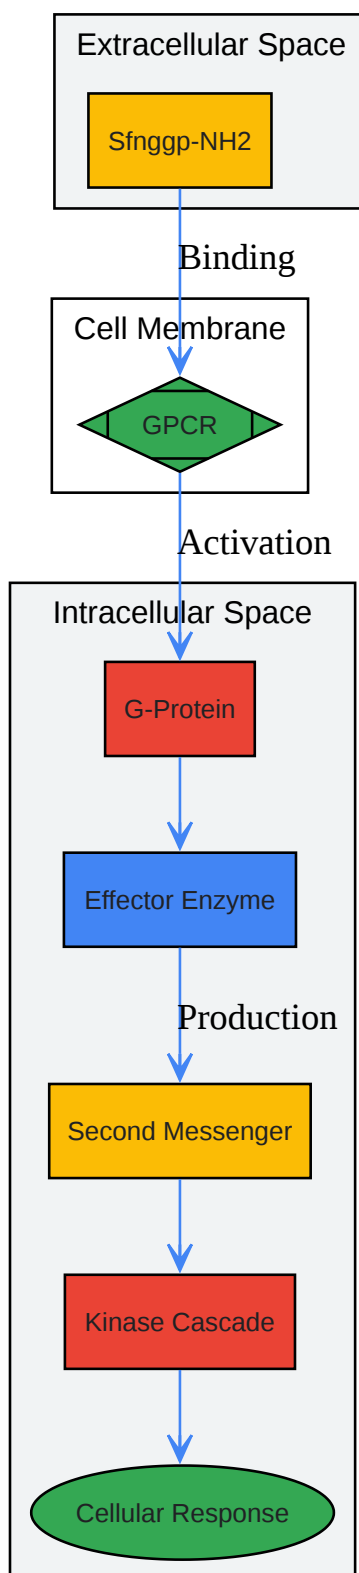 Extracellular Space
Sfnggp-NH2
Binding
Cell Membrane
GPCR
Activation
Intracellular Space
G-Protein
Effector Enzyme
Production
Second Messenger
Kinase Cascade
Cellular Response